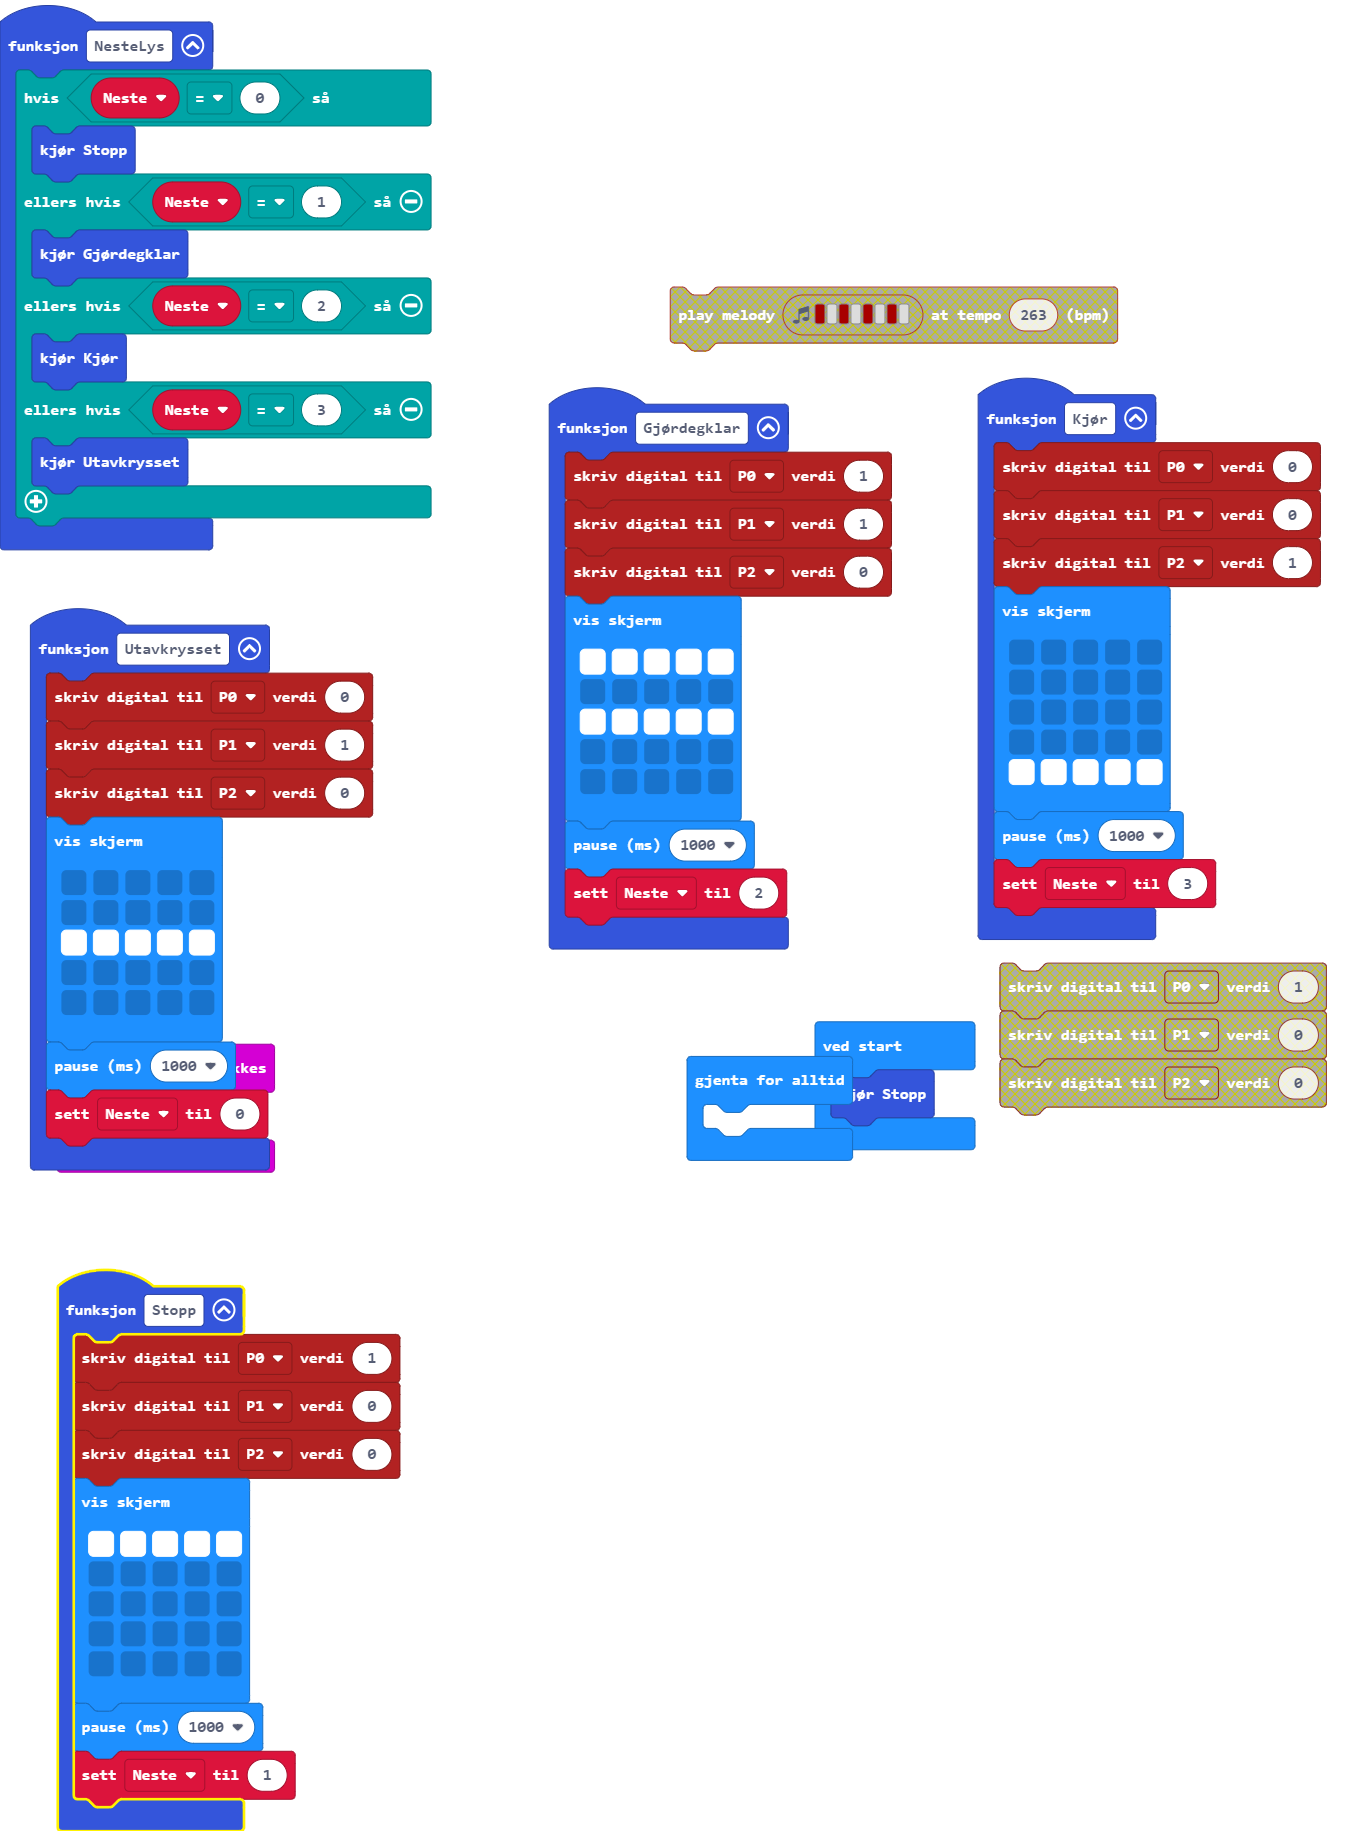 funksjon NesteLys
hvis Neste = 0 så
kjør Stopp
ellers hvis Neste = 1 så
kjør Gjørdegklar
ellers hvis Neste = 2 så
kjør Kjør
ellers hvis Neste = 3 så
kjør Utavkrysset
play melody at tempo 263 (bpm)
funksjon Gjørdegklar
skriv digital til P0 verdi 1
skriv digital til P1 verdi 1
skriv digital til P2 verdi 0
vis skjerm
pause (ms) 1000
sett Neste til 2
funksjon Kjør
skriv digital til P0 verdi 0
skriv digital til P1 verdi 0
skriv digital til P2 verdi 1
vis skjerm
pause (ms) 1000
sett Neste til 3
funksjon Utavkrysset
skriv digital til P0 verdi 0
skriv digital til P1 verdi 1
skriv digital til P2 verdi 0
vis skjerm
pause (ms) 1000
sett Neste til 0
ved start
gjenta for alltid
Stopp
skriv digital til P0 verdi 1
skriv digital til P1 verdi 0
skriv digital til P2 verdi 0
funksjon Stopp
skriv digital til P0 verdi 1
skriv digital til P1 verdi 0
skriv digital til P2 verdi 0
vis skjerm
pause (ms) 1000
sett Neste til 1